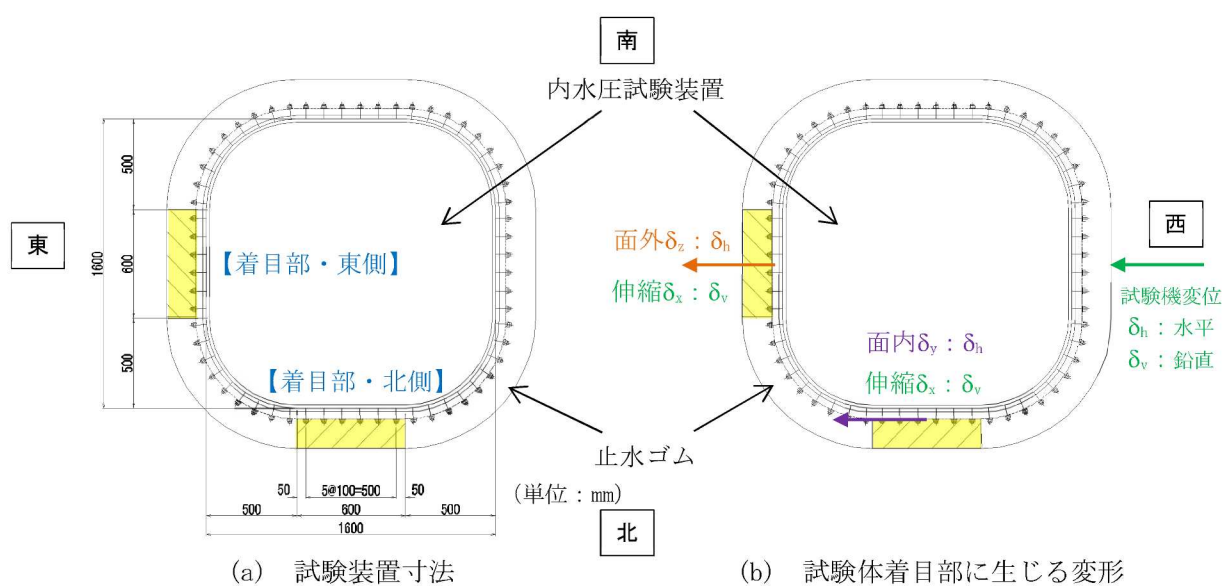 南
内水圧試験装置
東
西
500
600
500
1600
【着目部・東側】
【着目部・北側】
50
5@100=500
50
500
600
500
1600
止水ゴム
(単位:mm)
北
面外δz:δh
伸縮δx:δv
面内δy:δh
伸縮δx:δv
試験機変位
δh:水平
δv:鉛直
(a) 試験装置寸法
(b) 試験体着目部に生じる変形